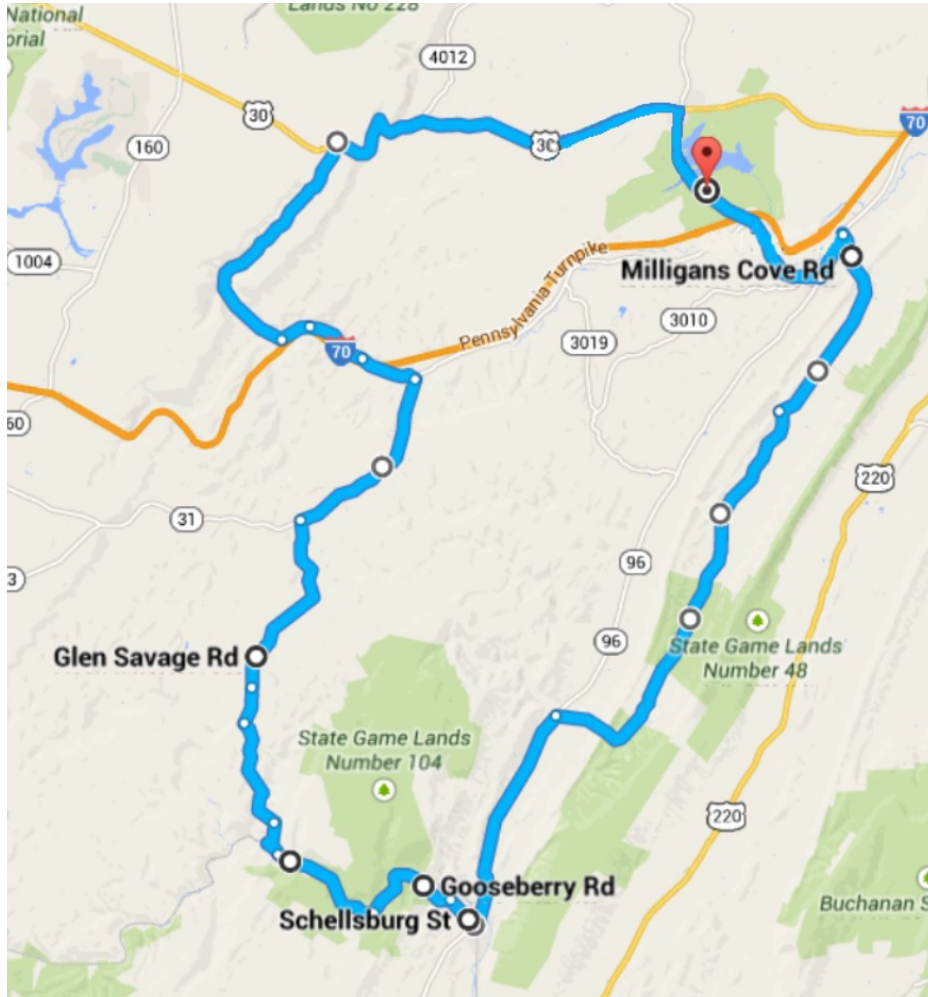 National
orial
Lands No 228
4012
30
160
70
30
1004
Milligans Cove Rd
Pennsylvania Turnpike
3010
3019
70
60
220
31
96
3
96
Glen Savage Rd
State Game Lands
Number 48
State Game Lands
Number 104
220
Gooseberry Rd
Buchanan S
Schellsburg St